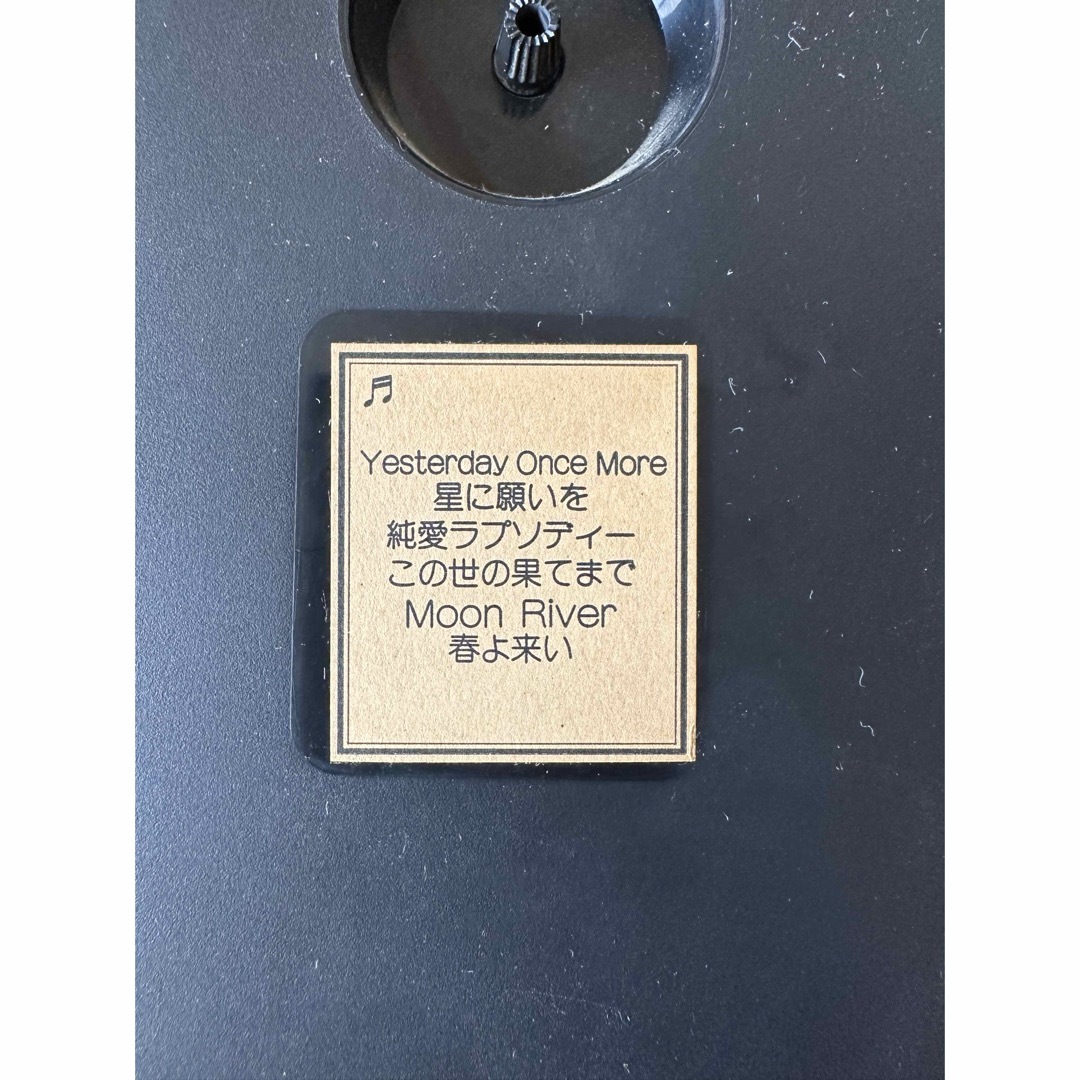 Yesterday Once More
星に願いを
純愛ラプソディー
この世の果てまで
Moon River
春よ来い